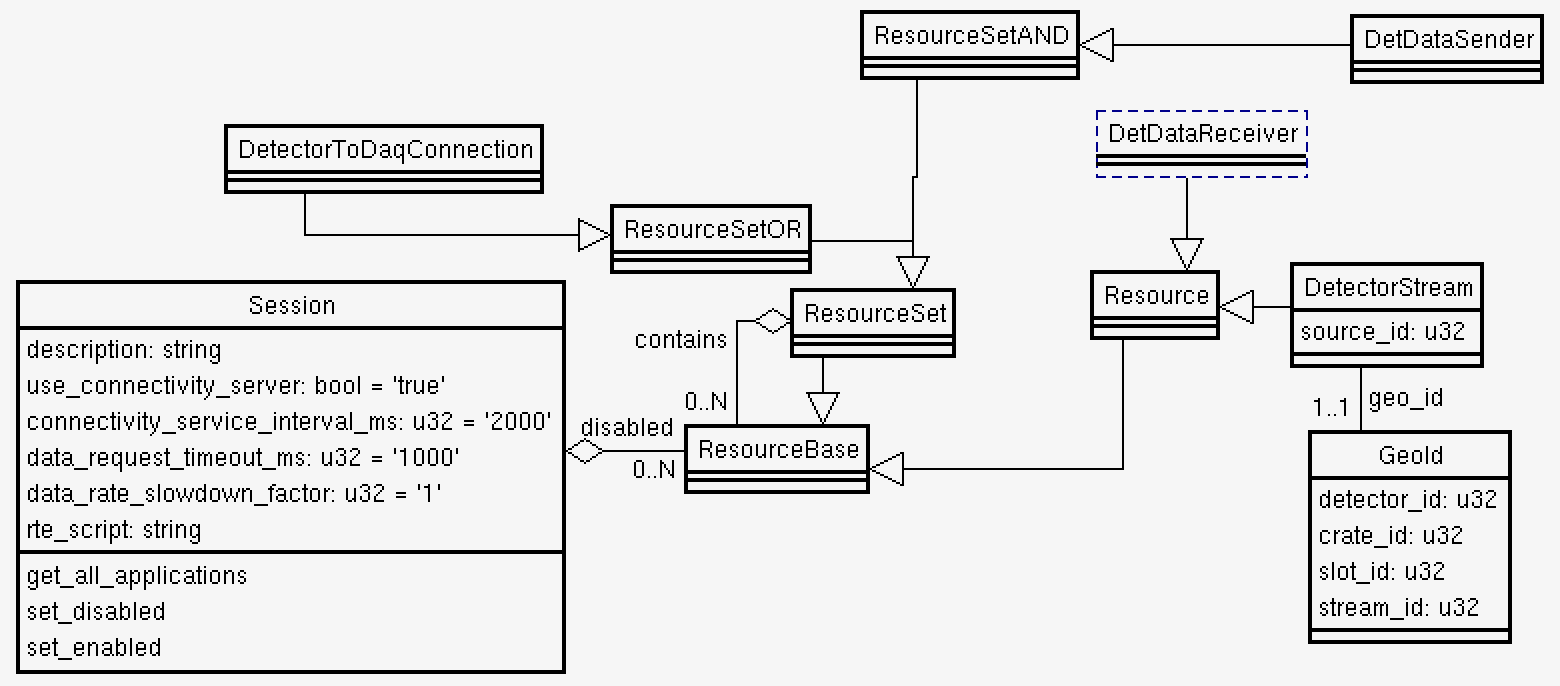 ResourceSetAND
DetDataSender
DetDataReceiver
DetectorToDaqConnection
ResourceSetOR
Resource
DetectorStream
source_id: u32
Session
description: string
use_connectivity_server: bool = 'true'
connectivity_service_interval_ms: u32 = '2000'
data_request_timeout_ms: u32 = '1000'
data_rate_slowdown_factor: u32 = '1'
rte_script: string
get_all_applications
set_disabled
set_enabled
ResourceSet
contains
0..N
disabled
0..N
ResourceBase
1..1
geo_id
GeoId
detector_id: u32
crate_id: u32
slot_id: u32
stream_id: u32